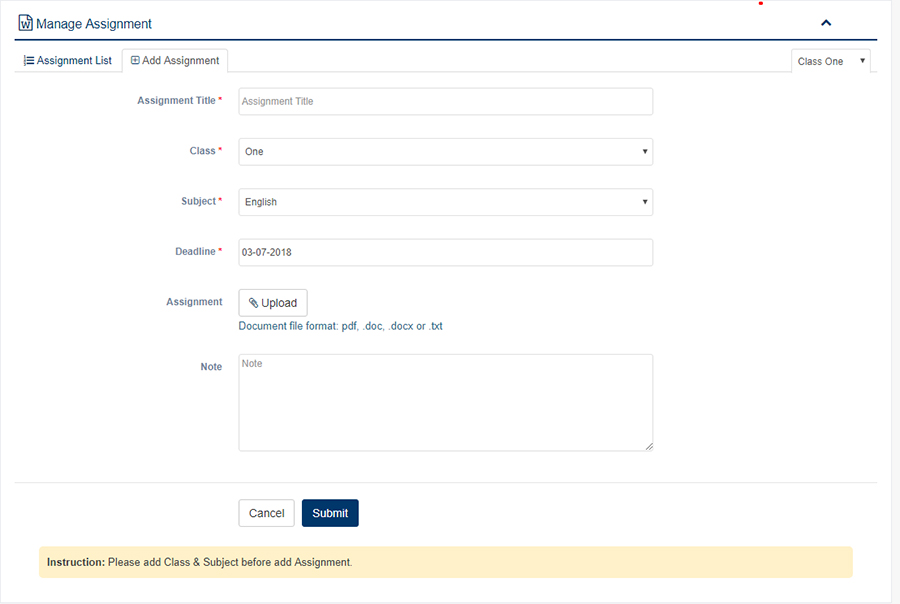 Manage Assignment
Assignment List Add Assignment Class One
Assignment Title * Assignment Title
Class * One
Subject * English
Deadline * 03-07-2018
Assignment Upload
Document file format: pdf, .doc, .docx or .txt
Note Note
Cancel Submit
Instruction: Please add Class & Subject before add Assignment.